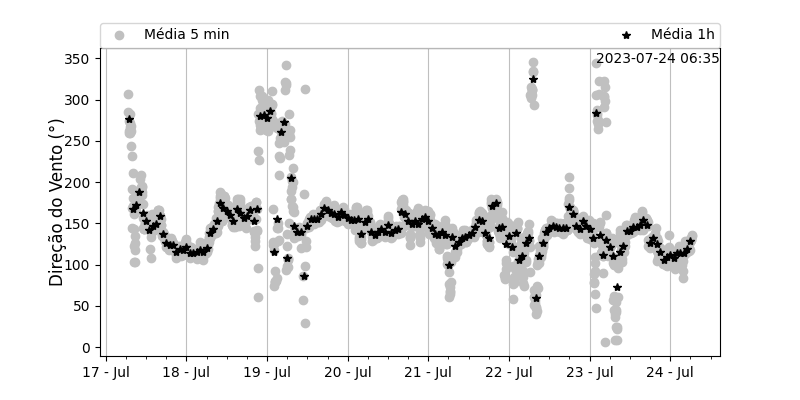 Média 5 min
Média 1h
2023-07-24 06:35
Direção do Vento (°)
350
300
250
200
150
100
50
0
17 - Jul
18 - Jul
19 - Jul
20 - Jul
21 - Jul
22 - Jul
23 - Jul
24 - Jul